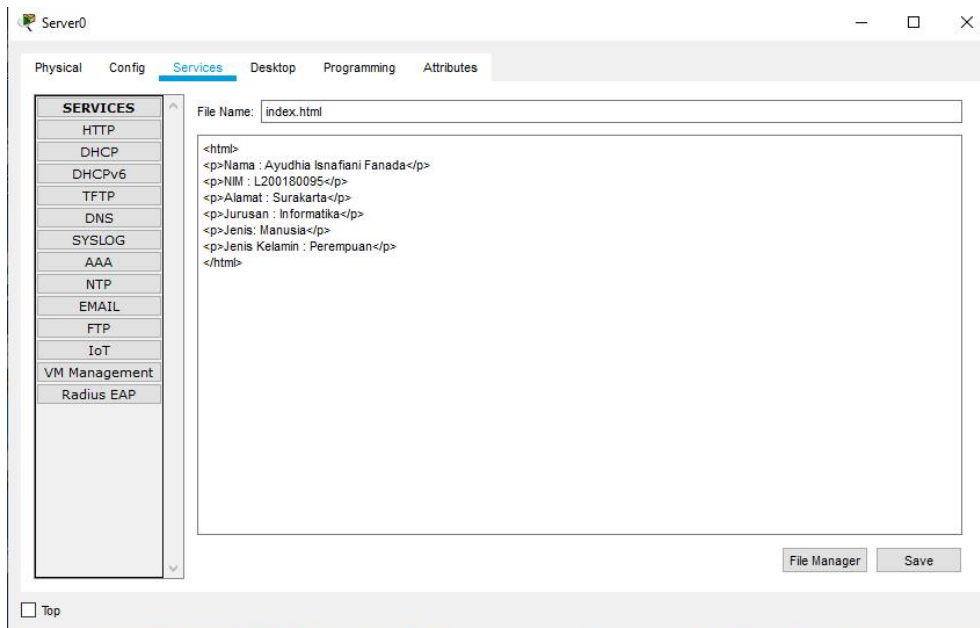 Server0
Physical Config Services Desktop Programming Attributes
SERVICES
HTTP
DHCP
DHCPv6
TFTP
DNS
SYSLOG
AAA
NTP
EMAIL
FTP
IoT
VM Management
Radius EAP
File Name: index.html
<html>
<p>Nama : Ayudhia Isnafiani Fanada</p>
<p>NIM : L200180095</p>
<p>Alamat : Surakarta</p>
<p>Jurusan : Informatika</p>
<p>Jenis: Manusia</p>
<p>Jenis Kelamin : Perempuan</p>
</html>
File Manager Save
Top